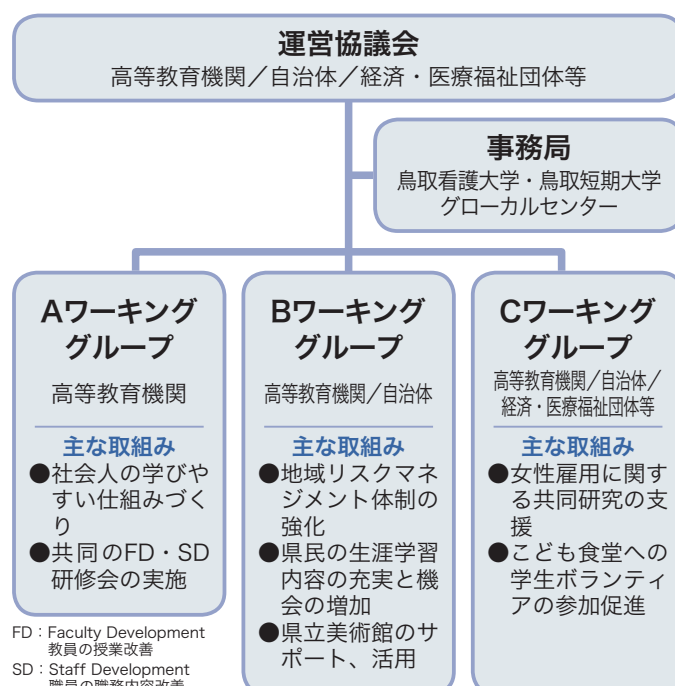 運営協議会
高等教育機関／自治体／経済・医療福祉団体等
事務局
鳥取看護大学・鳥取短期大学
グローカルセンター
Aワーキング
グループ
高等教育機関
主な取組み
●社会人の学びや
すい仕組みづく
り
●共同のFD・SD
研修会の実施
FD：Faculty Development
教員の授業改善
SD：Staff Development
職員の職務内容改善
Bワーキング
グループ
高等教育機関／自治体
主な取組み
●地域リスクマネ
ジメント体制の
強化
●県民の生涯学習
内容の充実と機
会の増加
●県立美術館のサ
ポート、活用
Cワーキング
グループ
高等教育機関／自治体／
経済・医療福祉団体等
主な取組み
●女性雇用に関す
る共同研究の支
援
●こども食堂への
学生ボランティ
アの参加促進